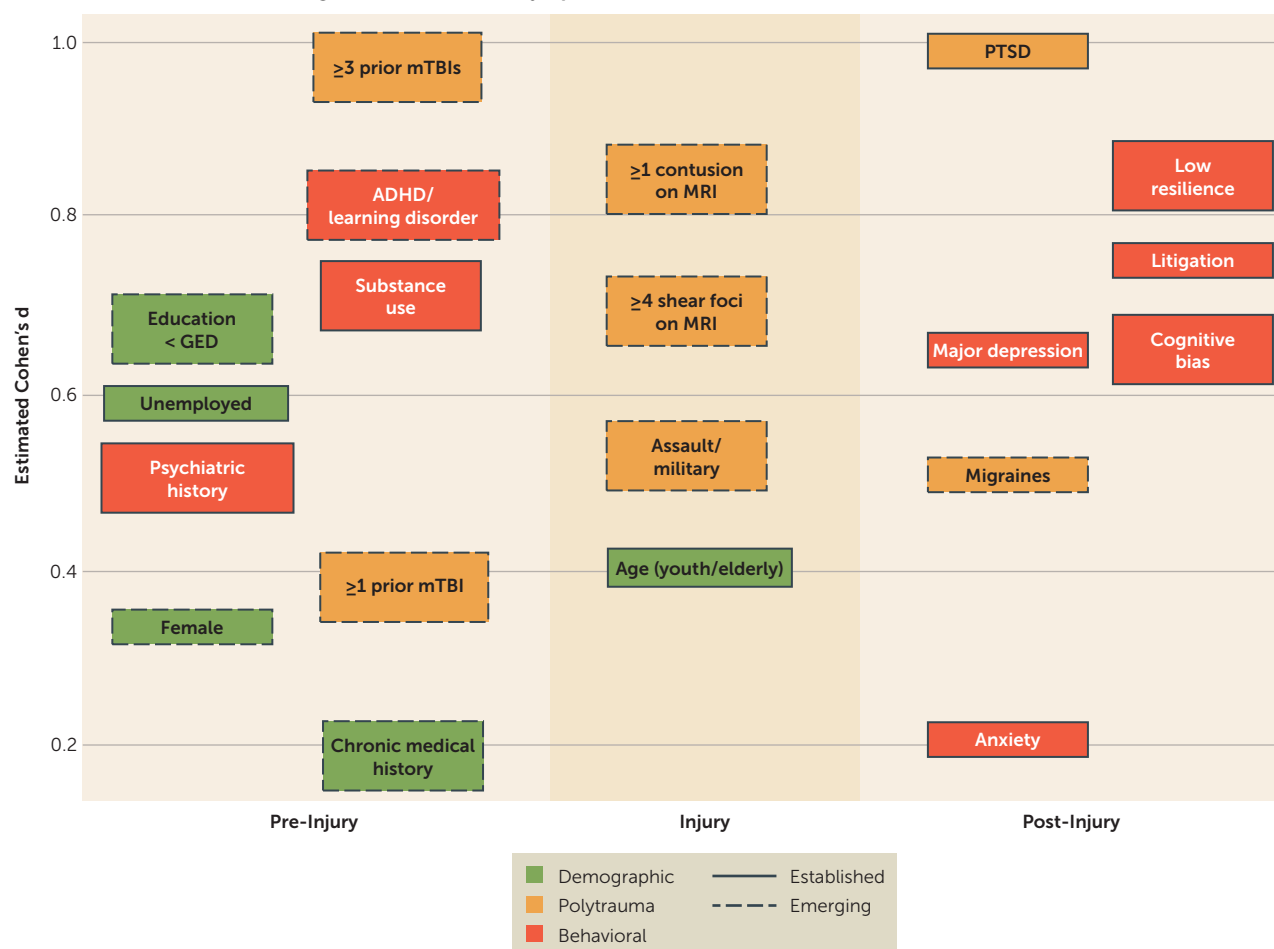 1.0
0.8
0.6
0.4
0.2
Estimated Cohen's d
≥3 prior mTBIs
ADHD/
learning disorder
Substance
use
Education
< GED
Unemployed
Psychiatric
history
≥1 prior mTBI
Female
Chronic medical
history
≥1 contusion
on MRI
≥4 shear foci
on MRI
Assault/
military
Age (youth/elderly)
PTSD
Low
resilience
Litigation
Major depression
Cognitive
bias
Migraines
Anxiety
Pre-Injury
Injury
Post-Injury
Demographic
Polytrauma
Behavioral
Established
Emerging